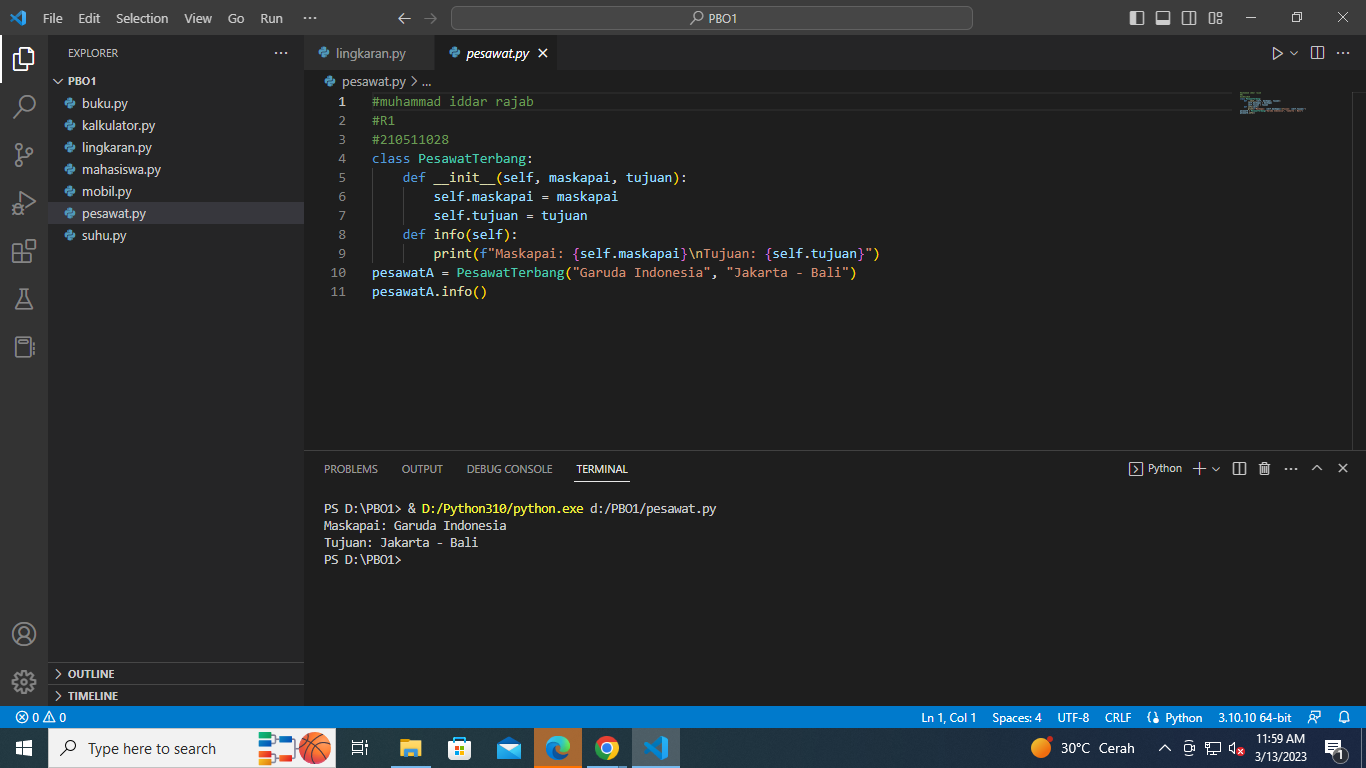 File Edit Selection View Go Run ···
PBO1
EXPLORER ···
PBO1
buku.py
kalkulator.py
lingkaran.py
mahasiswa.py
mobil.py
pesawat.py
suhu.py
OUTLINE
TIMELINE
lingkaran.py pesawat.py
pesawat.py > ...
1 #muhammad iddar rajab
2 #R1
3 #210511028
4 class PesawatTerbang:
5     def __init__(self, maskapai, tujuan):
6         self.maskapai = maskapai
7         self.tujuan = tujuan
8     def info(self):
9         print(f"Maskapai: {self.maskapai}\nTujuan: {self.tujuan}")
10 pesawatA = PesawatTerbang("Garuda Indonesia", "Jakarta - Bali")
11 pesawatA.info()
PROBLEMS OUTPUT DEBUG CONSOLE TERMINAL
Python
PS D:\PBO1> & D:/Python310/python.exe d:/PBO1/pesawat.py
Maskapai: Garuda Indonesia
Tujuan: Jakarta - Bali
PS D:\PBO1>
0 0
Ln 1, Col 1 Spaces: 4 UTF-8 CRLF Python 3.10.10 64-bit
Type here to search
30°C Cerah
11:59 AM
3/13/2023
1